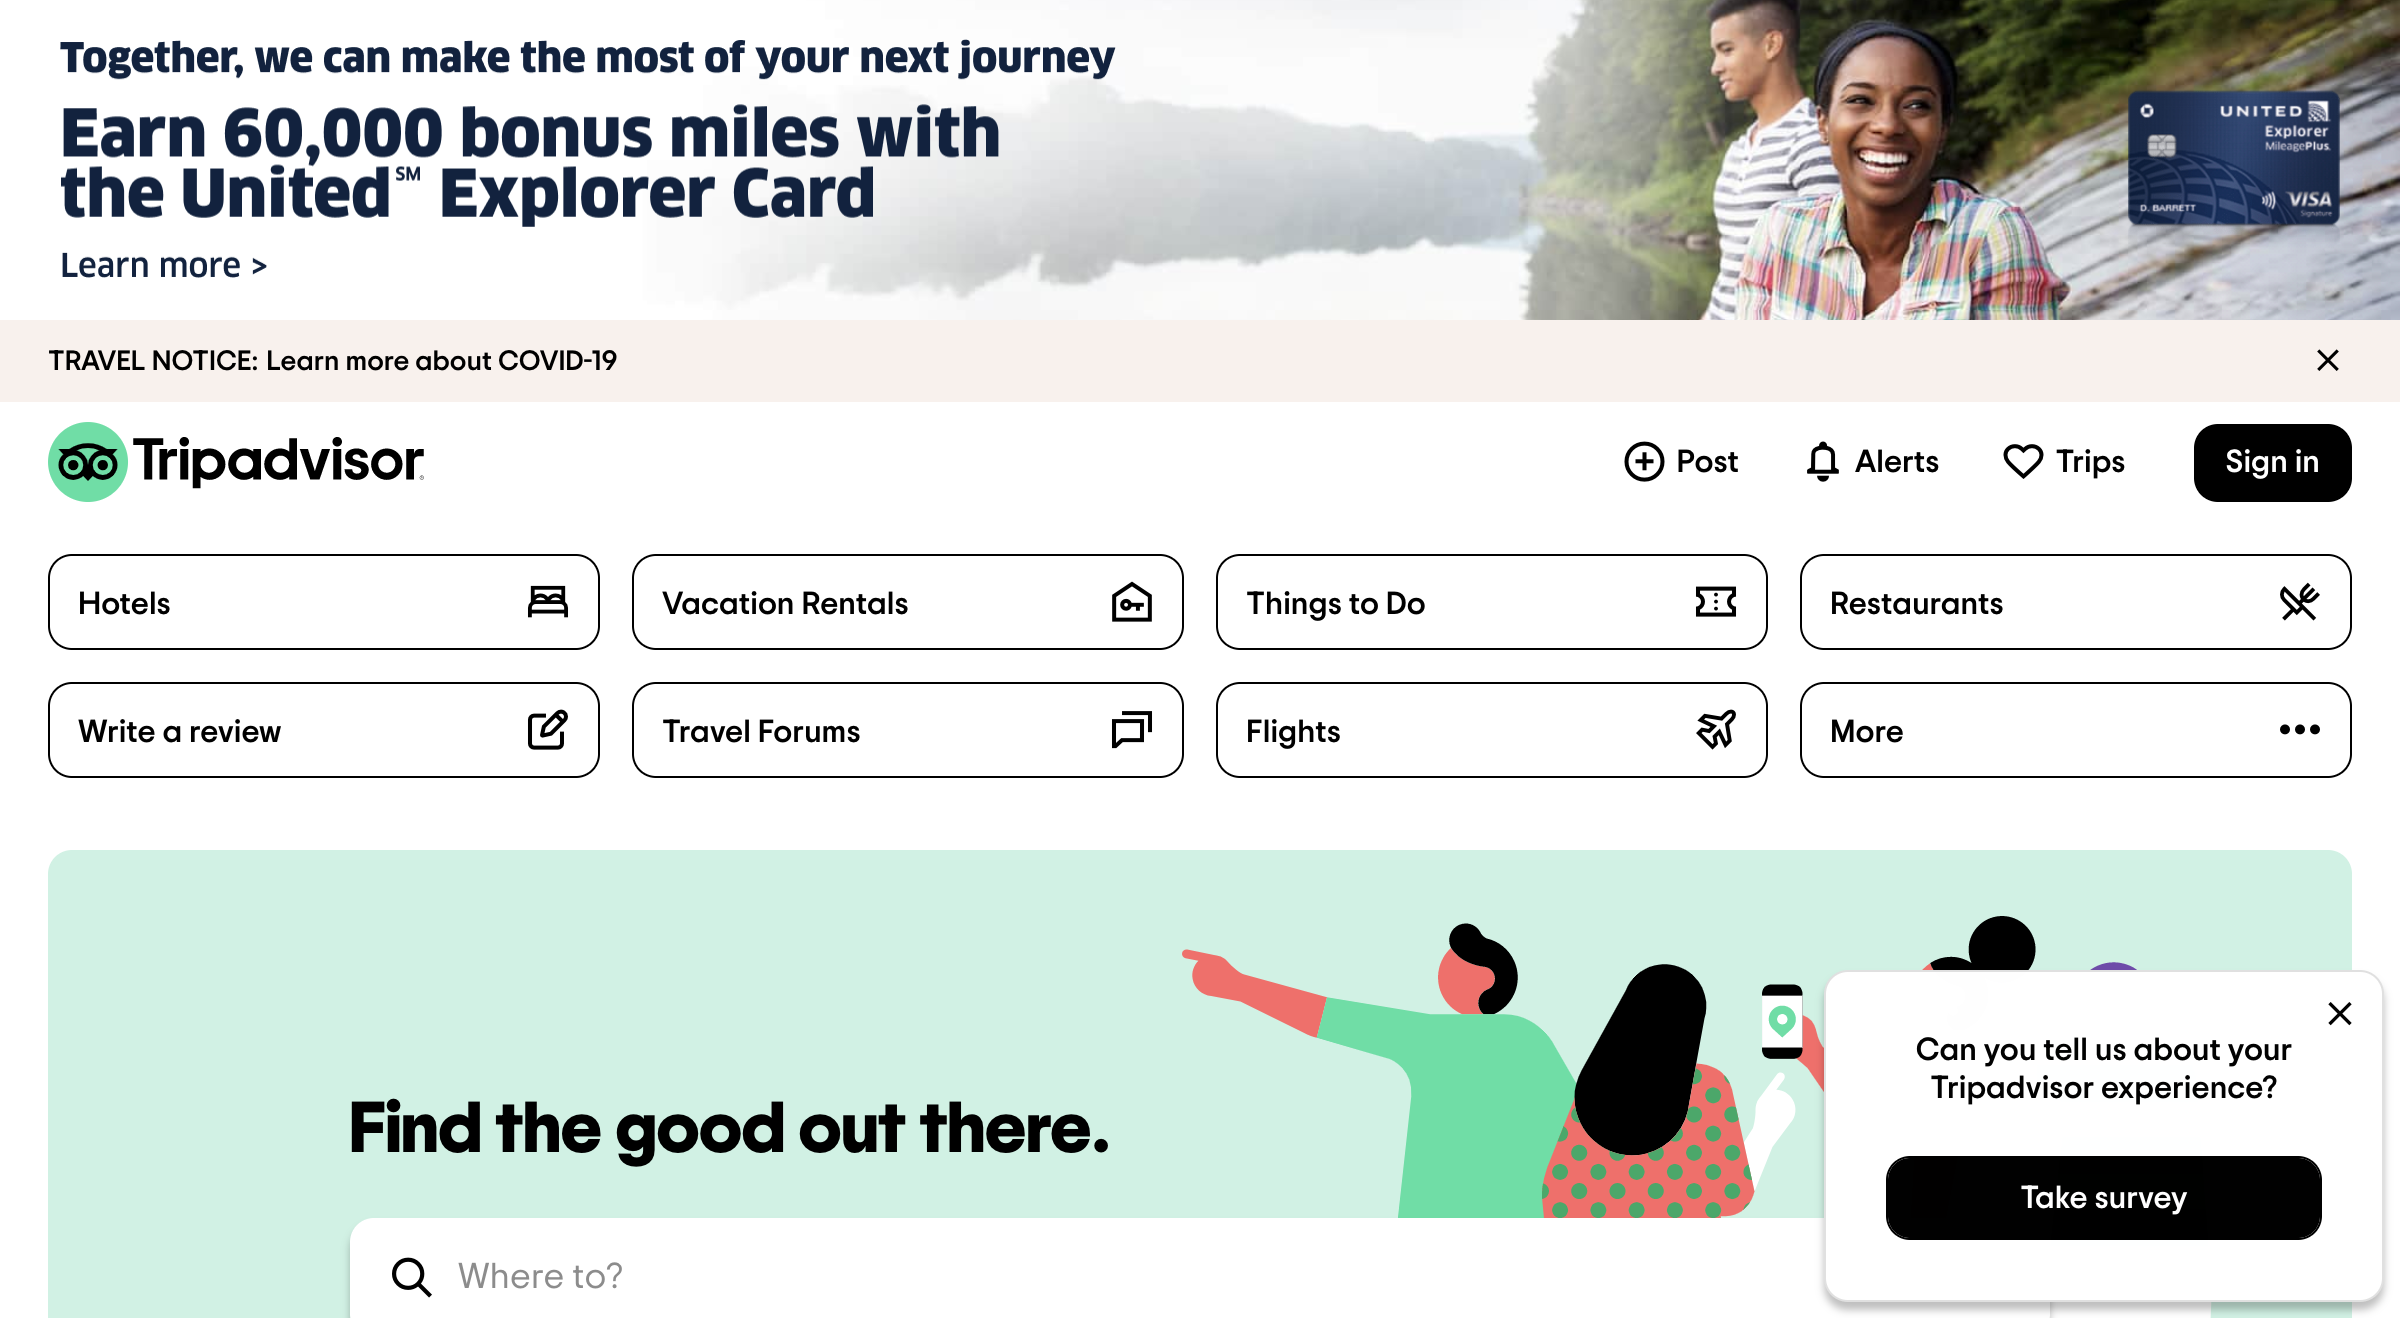 Together, we can make the most of your next journey
Earn 60,000 bonus miles with
the United℠ Explorer Card
Learn more >
UNITED
Explorer
MileagePlus.
D. BARRETT
VISA
Signature
TRAVEL NOTICE: Learn more about COVID-19
Tripadvisor
Post
Alerts
Trips
Sign in
Hotels
Vacation Rentals
Things to Do
Restaurants
Write a review
Travel Forums
Flights
More
Find the good out there.
Where to?
Can you tell us about your
Tripadvisor experience?
Take survey